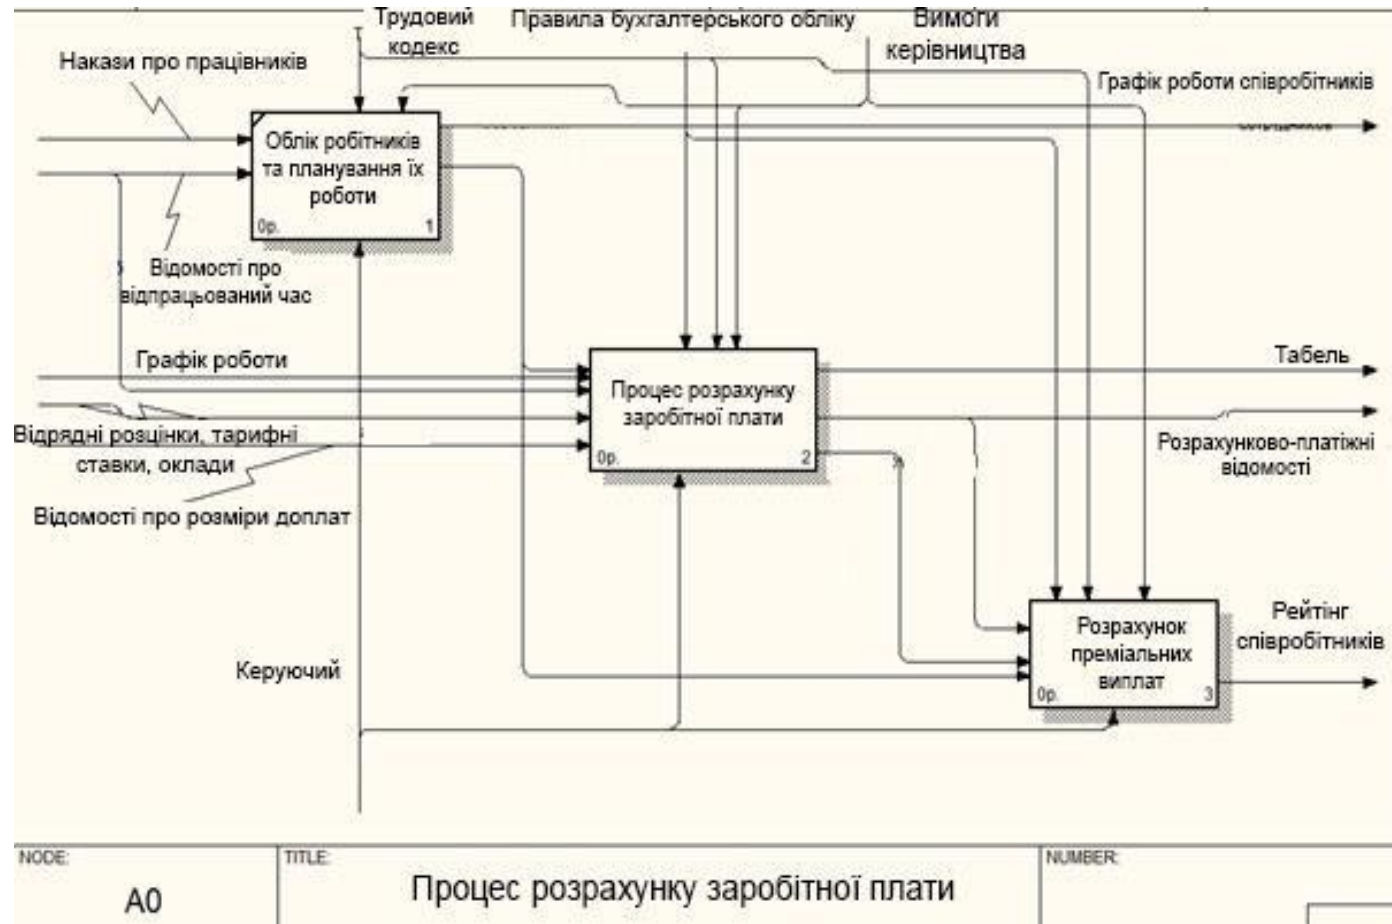 Трудовий
кодекс
Правила бухгалтерського обліку
Вимоги
керівництва
Накази про працівників
Графік роботи співробітників
Облік робітників
та планування їх
роботи
0р.
1
Відомості про
відпрацьований час
Графік роботи
Процес розрахунку
заробітної плати
0р.
2
Табель
Відрядні розцінки, тарифні
ставки, оклади
Розрахунково-платіжні
відомості
Відомості про розміри доплат
Розрахунок
преміальних
виплат
0р.
3
Рейтінг
співробітників
Керуючий
NODE:
A0
TITLE:
Процес розрахунку заробітної плати
NUMBER: